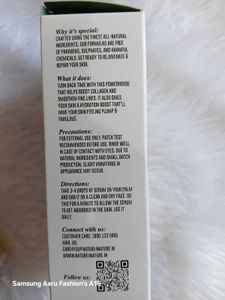 Why it's special:
CRAFTED USING THE FINEST ALL-NATURAL
INGREDIENTS, OUR FORMULAS ARE FREE
OF PARABENS, SULPHATES, AND HARMFUL
CHEMICALS. GET READY TO REJUVENATE &
REPAIR YOUR SKIN.
What it does:
TURN BACK TIME WITH THIS POWERHOUSE
THAT HELPS BOOST COLLAGEN AND
SMOOTHEN FINE LINES. IT ALSO GIVES
YOUR SKIN A HYDRATION BOOST THAT'LL
HAVE YOUR SKIN FEELING PLUMP &
FABULOUS.
Precautions:
FOR EXTERNAL USE ONLY. PATCH TEST
RECOMMENDED BEFORE USE. RINSE WELL
IN CASE OF CONTACT WITH EYES. DUE TO
NATURAL INGREDIENTS AND SMALL BATCH
PRODUCTION, SLIGHT VARIATIONS IN
APPEARANCE MAY OCCUR.
Directions:
TAKE 3-4 DROPS OF SERUM ON YOUR PALM
AND SWIPE ON A CLEAN AND DRY FACE. DO
THIS FOR A MINUTE TO ALLOW THE SERUM
TO GET ABSORBED IN THE SKIN. USE IT
DAILY.
Connect with us:
CUSTOMER CARE:
MAIL US:
Follow us:
Samsung Aaru Fashion's A16